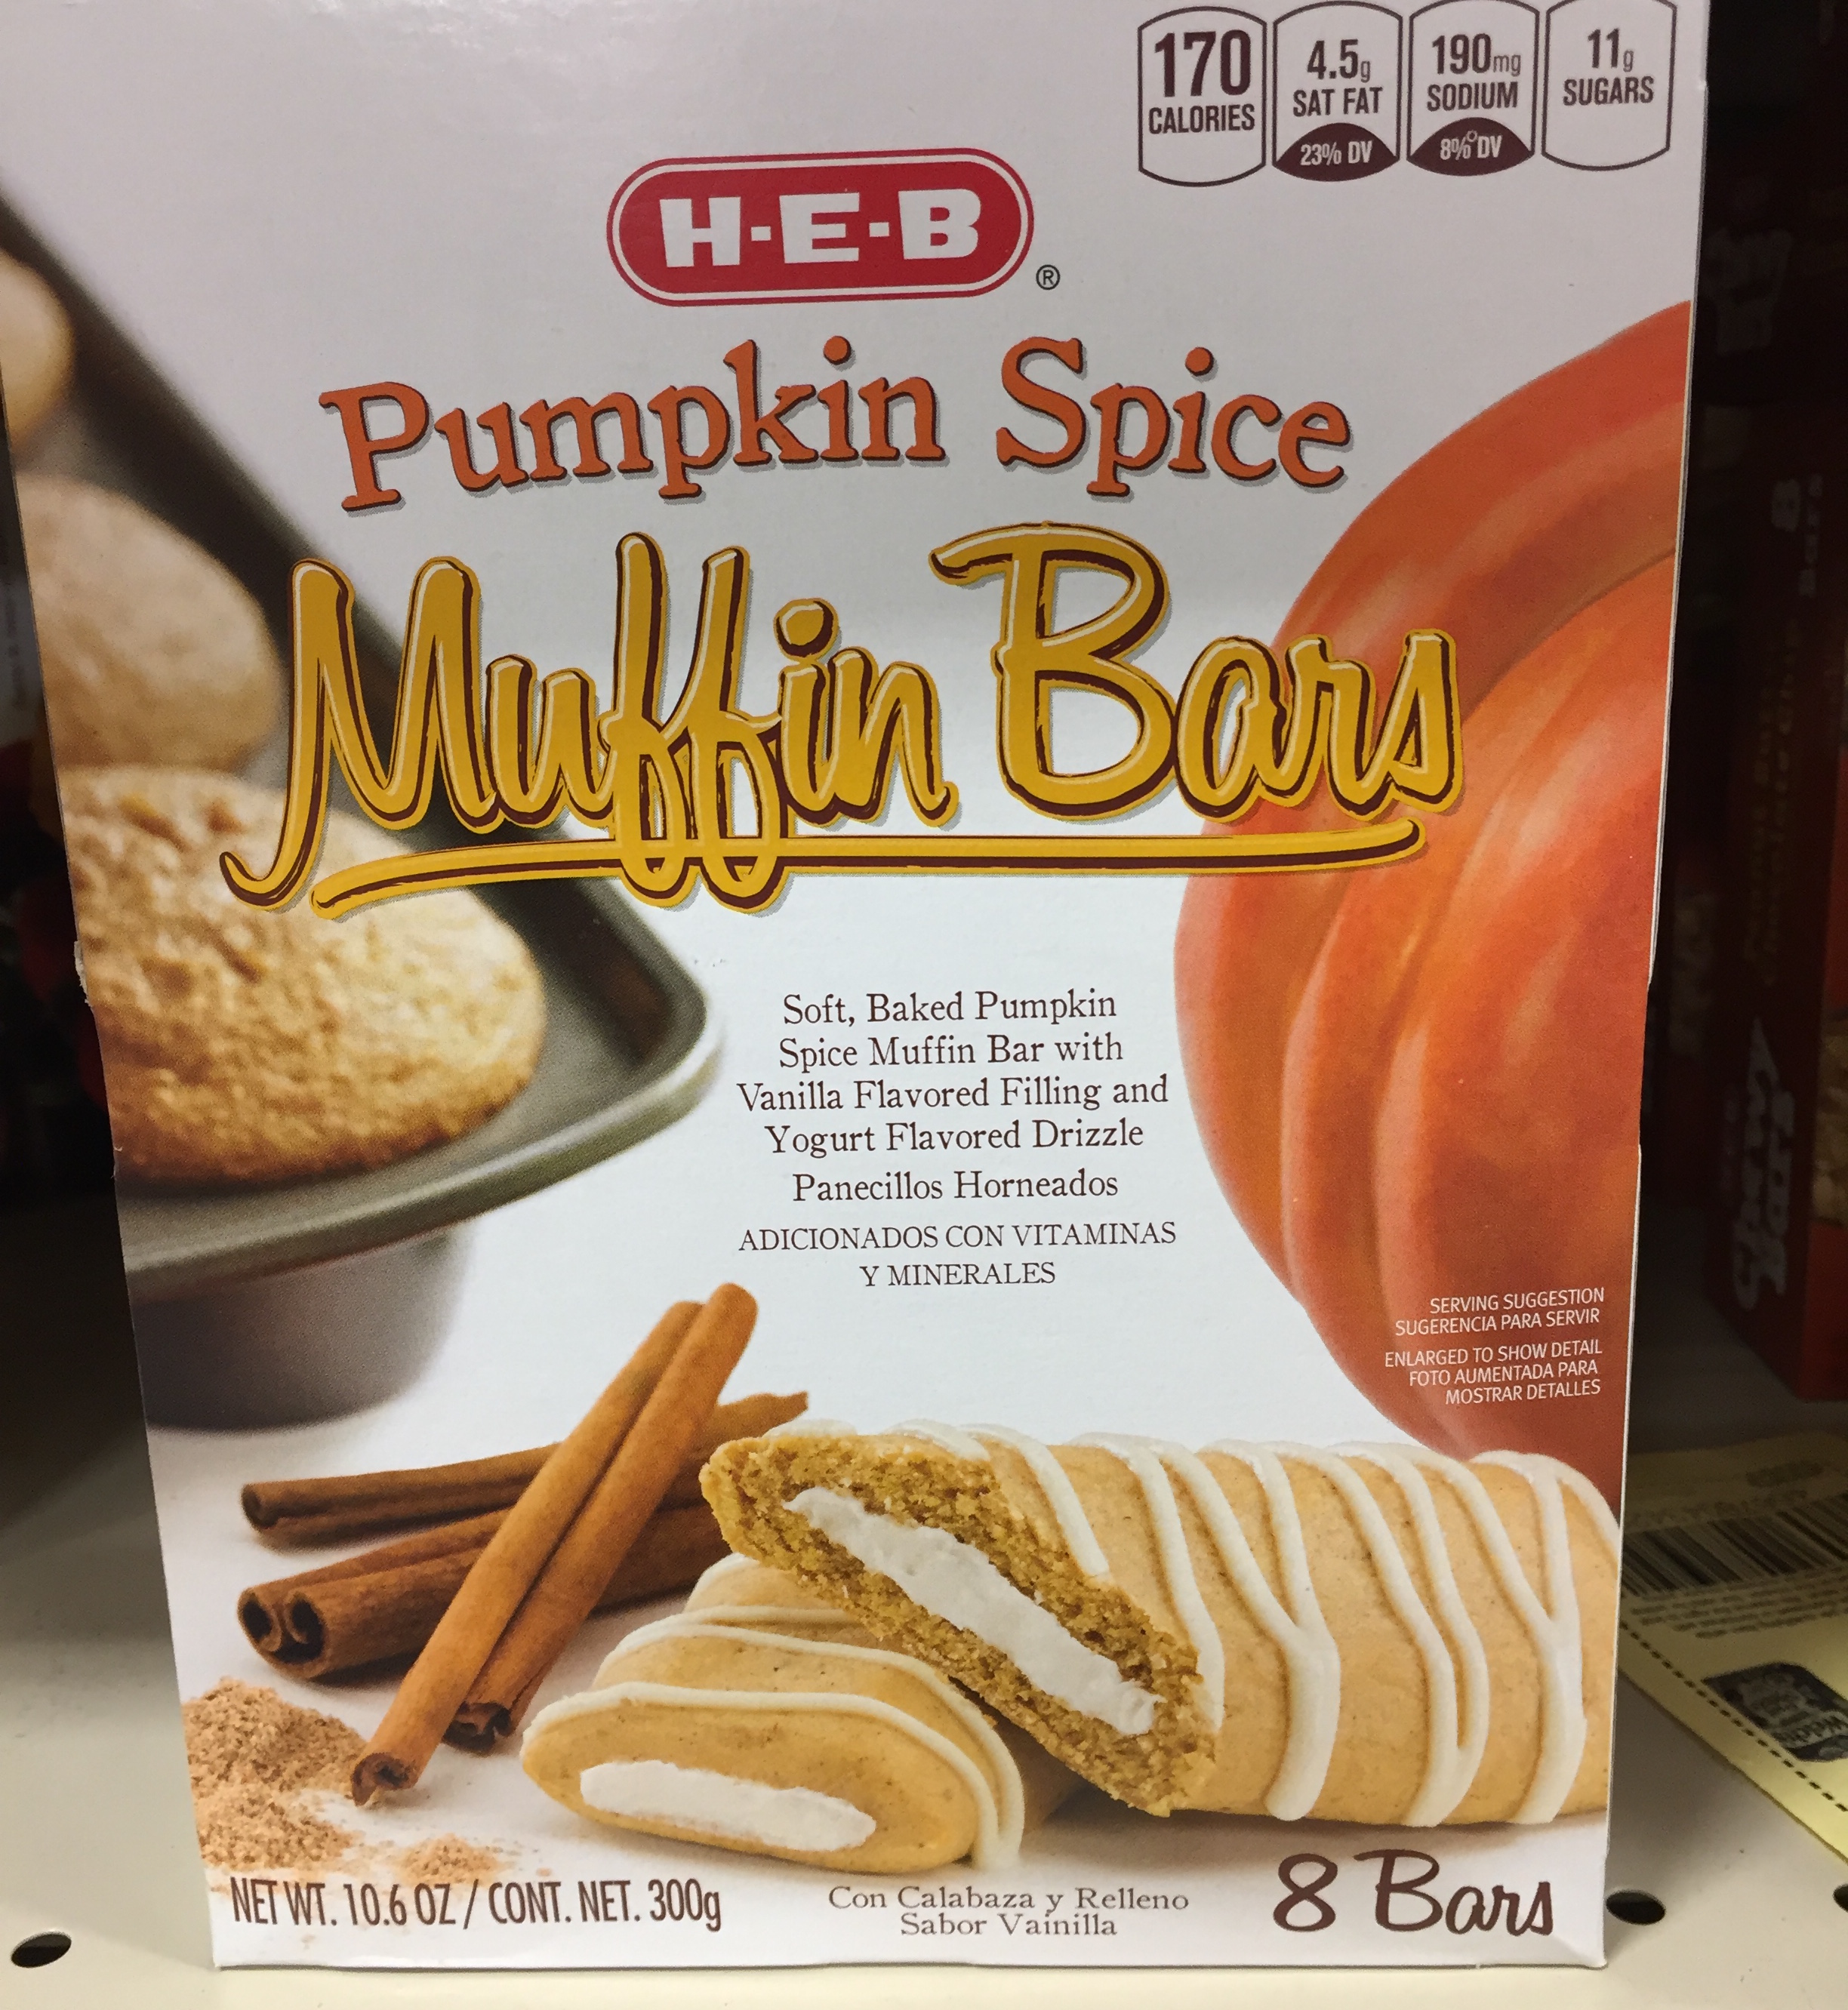 170
CALORIES
4.5g
SAT FAT
23% DV
190mg
SODIUM
8% DV
11g
SUGARS
H-E-B®
Pumpkin Spice
Muffin Bars
Soft, Baked Pumpkin
Spice Muffin Bar with
Vanilla Flavored Filling and
Yogurt Flavored Drizzle
Panecillos Horneados
ADICIONADOS CON VITAMINAS
Y MINERALES
SERVING SUGGESTION
SUGERENCIA PARA SERVIR
ENLARGED TO SHOW DETAIL
FOTO AUMENTADA PARA
MOSTRAR DETALLES
NET WT. 10.6 OZ / CONT. NET. 300g
Con Calabaza y Relleno
Sabor Vainilla
8 Bars
Chewy
Bars